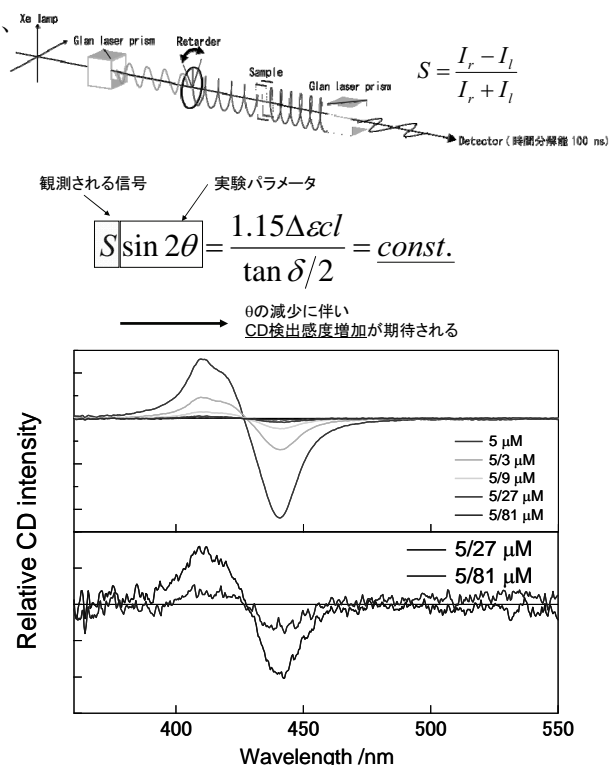 、
Xe lamp
Glan laser prism
Retarder
Sample
Glan laser prism
Detector(時間分解能 100 ns)
S = (I_r − I_l) / (I_r + I_l)
観測される信号
実験パラメータ
S sin 2θ = 1.15Δεcl / tan δ/2 = const.
θの減少に伴い
CD検出感度増加が期待される
Relative CD intensity
5 μM
5/3 μM
5/9 μM
5/27 μM
5/81 μM
5/27 μM
5/81 μM
400
450
500
550
Wavelength /nm